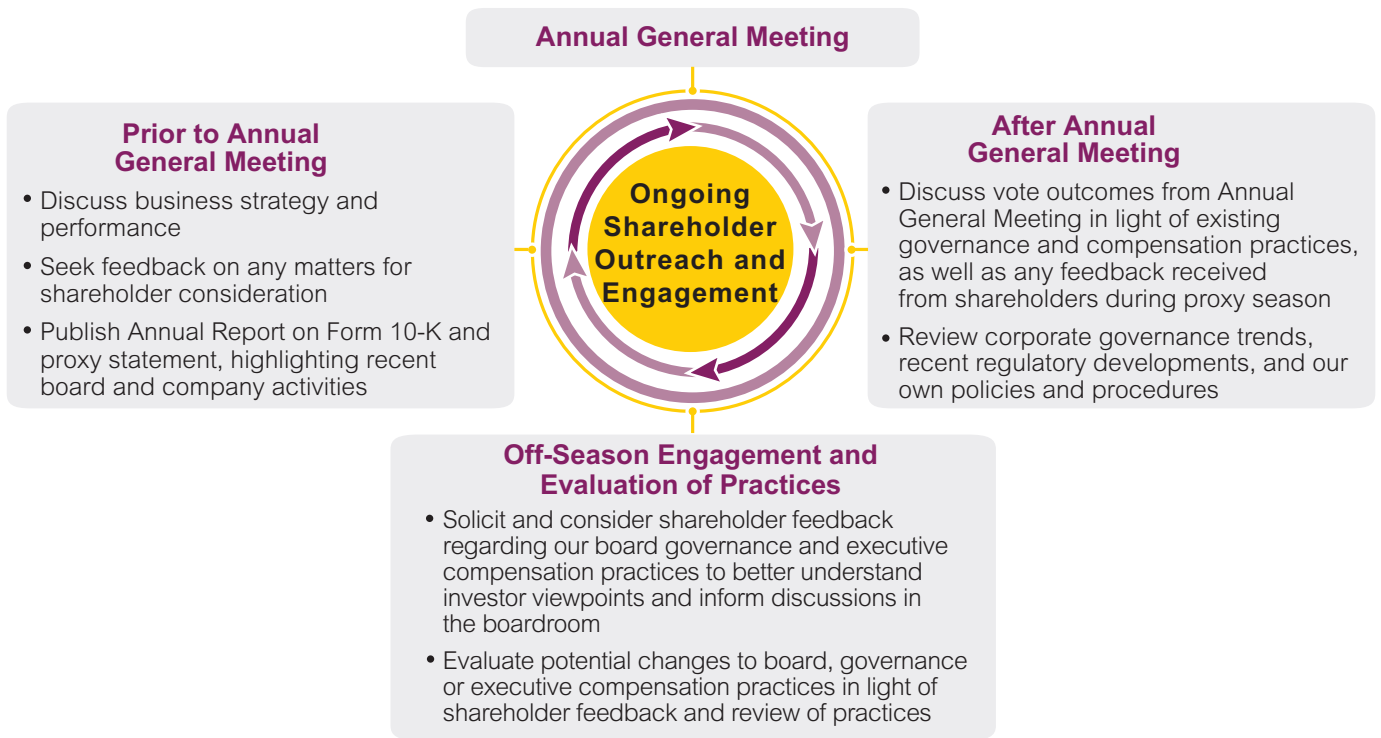 Annual General Meeting
Prior to Annual
General Meeting
• Discuss business strategy and
performance
• Seek feedback on any matters for
shareholder consideration
• Publish Annual Report on Form 10-K and
proxy statement, highlighting recent
board and company activities
Ongoing
Shareholder
Outreach and
Engagement
After Annual
General Meeting
• Discuss vote outcomes from Annual
General Meeting in light of existing
governance and compensation practices,
as well as any feedback received
from shareholders during proxy season
• Review corporate governance trends,
recent regulatory developments, and our
own policies and procedures
Off-Season Engagement and
Evaluation of Practices
• Solicit and consider shareholder feedback
regarding our board governance and executive
compensation practices to better understand
investor viewpoints and inform discussions in
the boardroom
• Evaluate potential changes to board, governance
or executive compensation practices in light of
shareholder feedback and review of practices